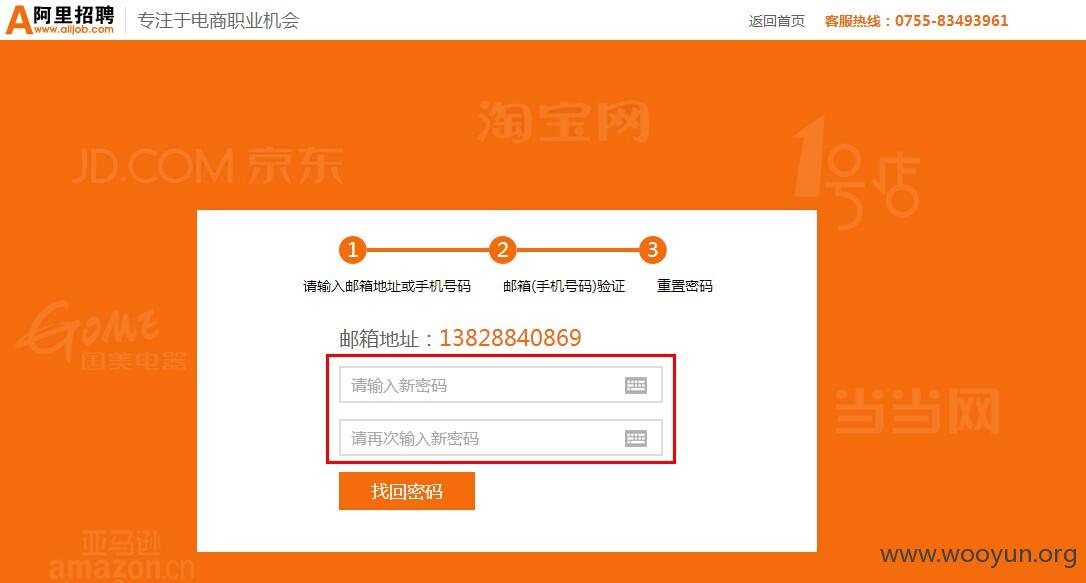 阿里招聘
www.alijob.com
专注于电商职业机会
返回首页
客服热线：0755-83493961
淘宝网
JD.COM 京东
1号店
1
2
3
请输入邮箱地址或手机号码
邮箱(手机号码)验证
重置密码
GOME
国美电器
邮箱地址：13828840869
请输入新密码
请再次输入新密码
当当网
找回密码
亚马逊
amazon.cn
www.wooyun.org